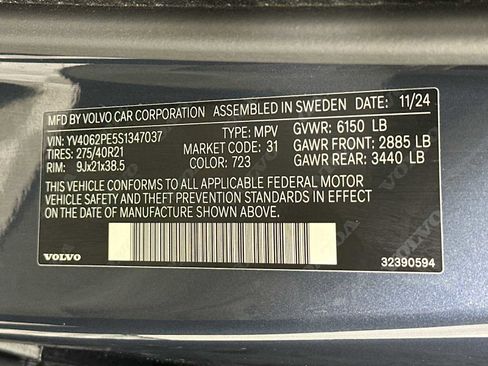 MFD BY VOLVO CAR CORPORATION ASSEMBLED IN SWEDEN DATE: 11/24
VIN: YV4062PE5S1347037 TYPE: MPV GVWR: 6150 LB
TIRES: 275/40R21 MARKET CODE: 31 GAWR FRONT: 2885 LB
RIM: 9Jx21x38.5 COLOR: 723 GAWR REAR: 3440 LB
THIS VEHICLE CONFORMS TO ALL APPLICABLE FEDERAL MOTOR
VEHICLE SAFETY AND THEFT PREVENTION STANDARDS IN EFFECT
ON THE DATE OF MANUFACTURE SHOWN ABOVE.
VOLVO 32390594